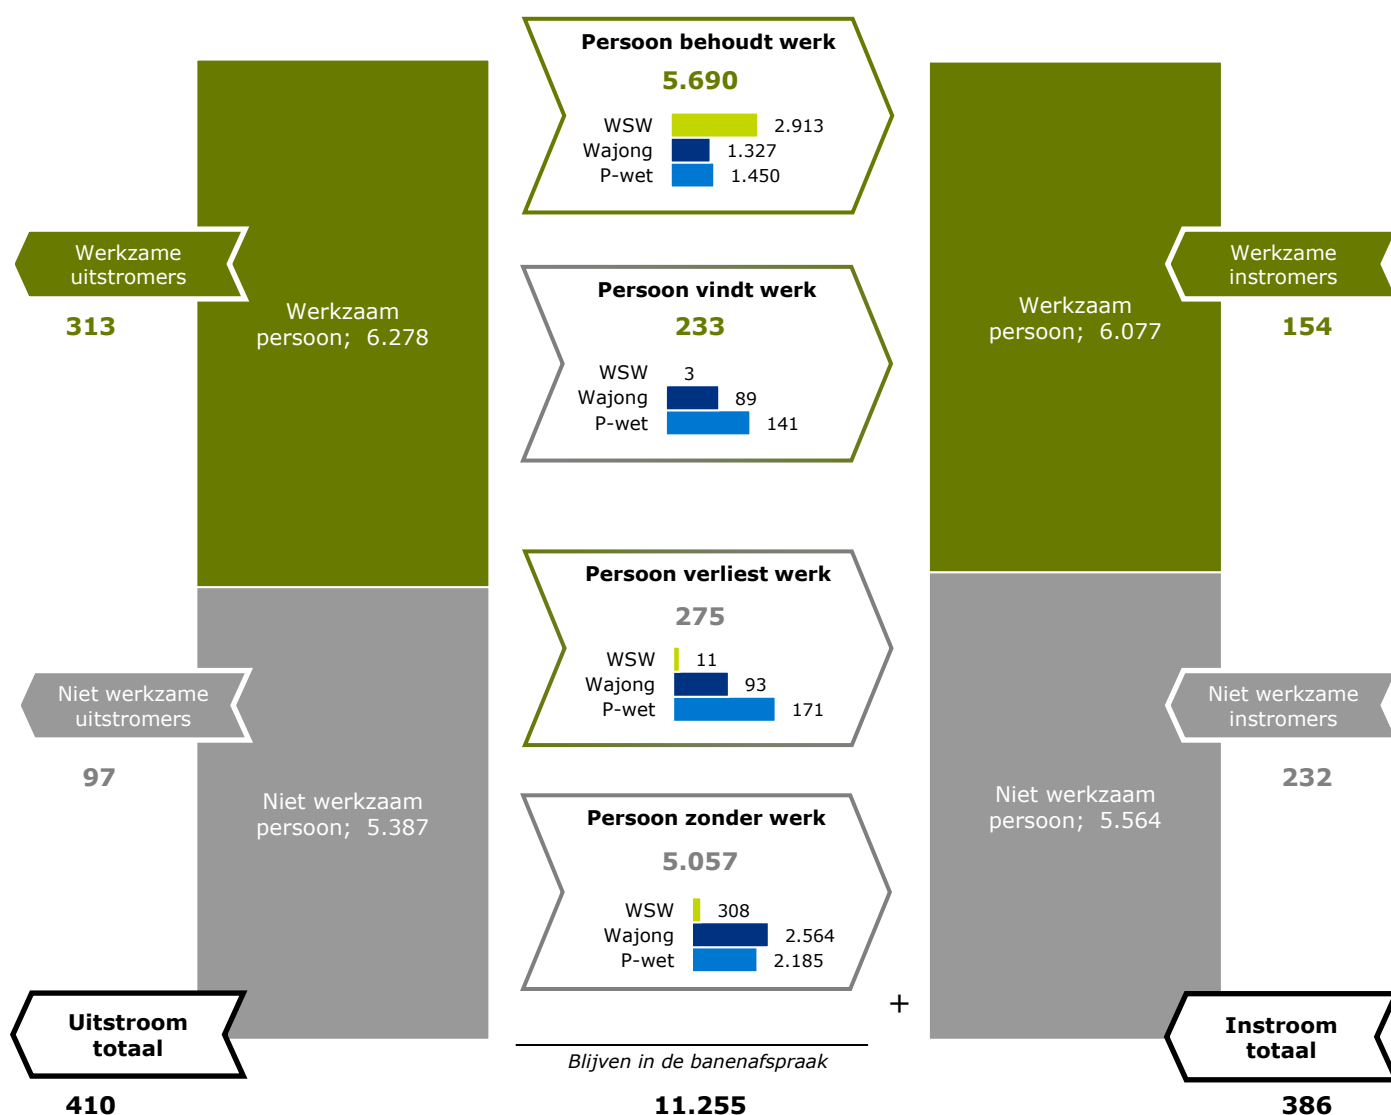 Persoon behoudt werk
5.690
WSW 2.913
Wajong 1.327
P-wet 1.450
Werkzame
uitstromers
313
Werkzaam
persoon; 6.278
Persoon vindt werk
233
WSW 3
Wajong 89
P-wet 141
Werkzaam
persoon; 6.077
Werkzame
instromers
154
Persoon verliest werk
275
WSW 11
Wajong 93
P-wet 171
Niet werkzame
uitstromers
97
Niet werkzaam
persoon; 5.387
Persoon zonder werk
5.057
WSW 308
Wajong 2.564
P-wet 2.185
Niet werkzaam
persoon; 5.564
Niet werkzame
instromers
232
+
Uitstroom
totaal
410
Blijven in de banenafspraak
11.255
Instroom
totaal
386